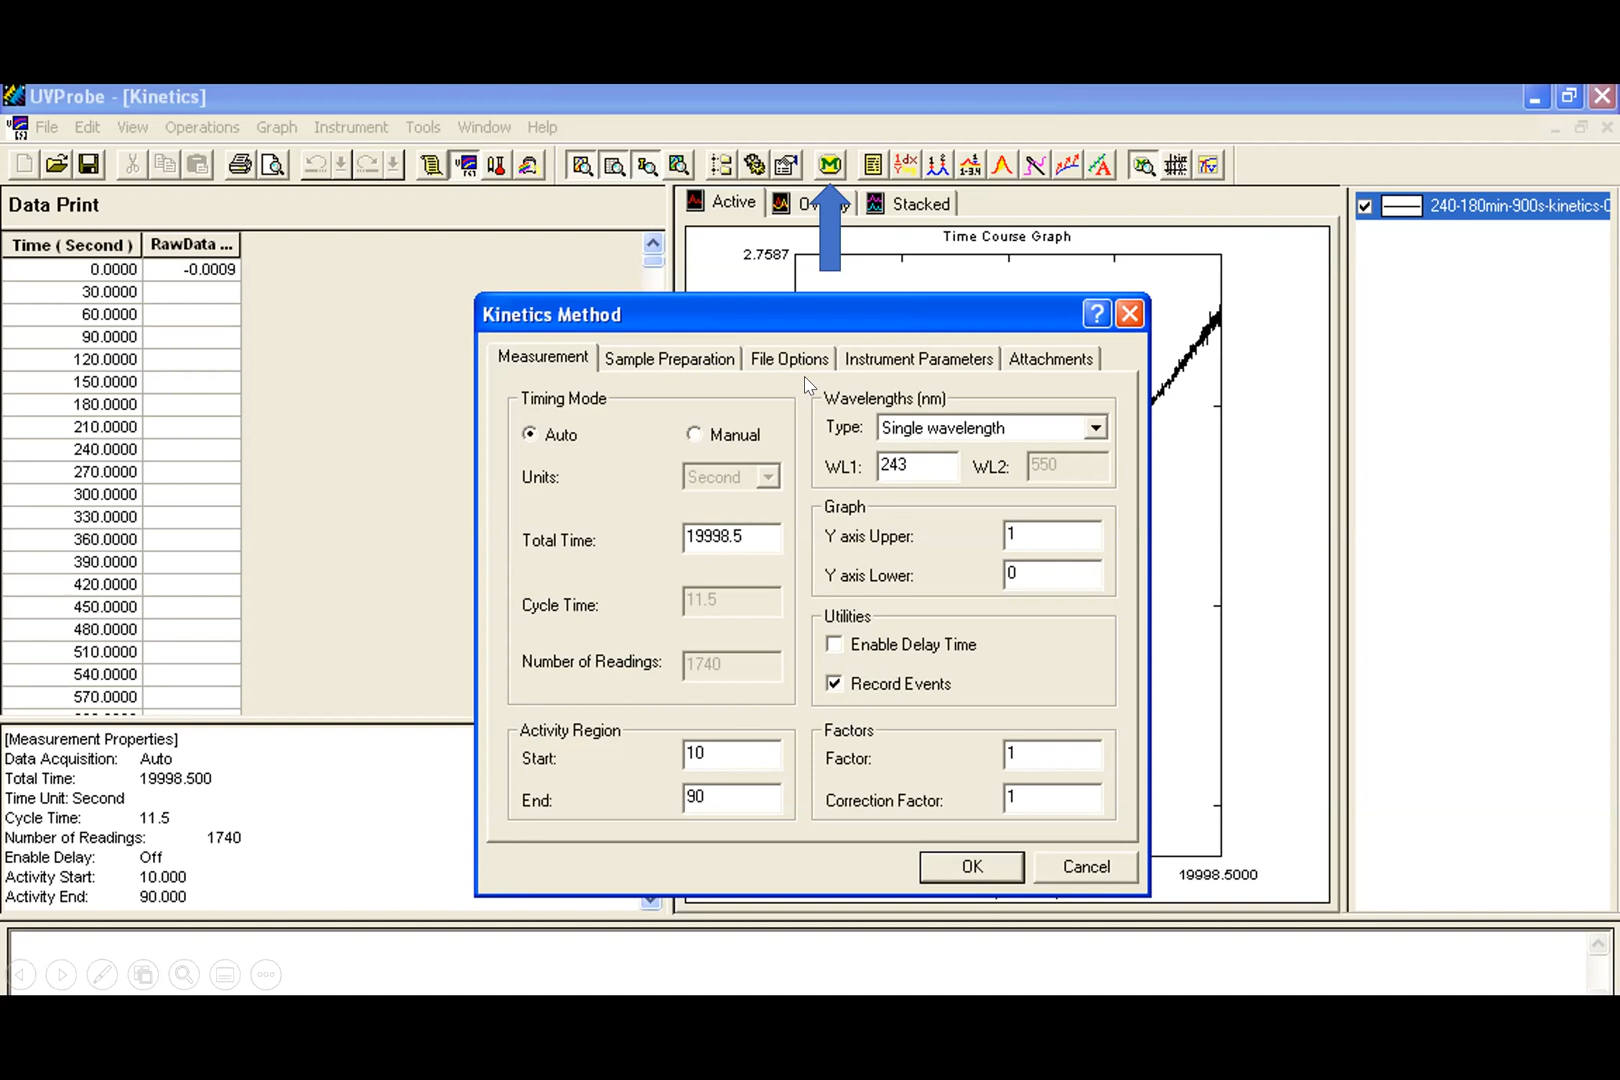 UVProbe - [Kinetics]
File Edit View Operations Graph Instrument Tools Window Help
Data Print
Time ( Second ) RawData ...
0.0000 -0.0009
30.0000
60.0000
90.0000
120.0000
150.0000
180.0000
210.0000
240.0000
270.0000
300.0000
330.0000
360.0000
390.0000
420.0000
450.0000
480.0000
510.0000
540.0000
570.0000
[Measurement Properties]
Data Acquisition: Auto
Total Time: 19998.500
Time Unit: Second
Cycle Time: 11.5
Number of Readings: 1740
Enable Delay: Off
Activity Start: 10.000
Activity End: 90.000
Active Stacked
Time Course Graph
2.7587
19998.5000
240-180min-900s-kinetics-0
Kinetics Method
Measurement Sample Preparation File Options Instrument Parameters Attachments
Timing Mode
Auto Manual
Units: Second
Total Time: 19998.5
Cycle Time: 11.5
Number of Readings: 1740
Activity Region
Start: 10
End: 90
Wavelengths (nm)
Type: Single wavelength
WL1: 243 WL2: 550
Graph
Y axis Upper: 1
Y axis Lower: 0
Utilities
Enable Delay Time
Record Events
Factors
Factor: 1
Correction Factor: 1
OK Cancel